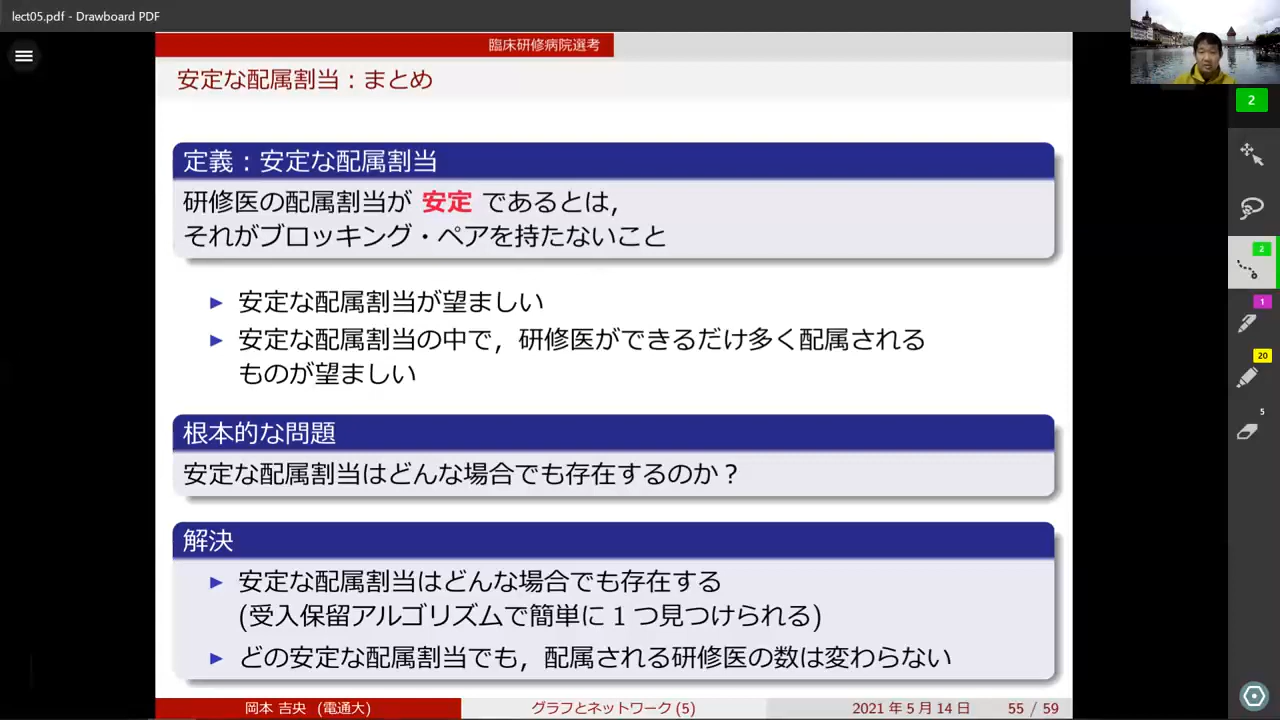 lect05.pdf - Drawboard PDF
臨床研修病院選考
安定な配属割当：まとめ
定義：安定な配属割当
研修医の配属割当が 安定 であるとは，
それがブロッキング・ペアを持たないこと
▶ 安定な配属割当が望ましい
▶ 安定な配属割当の中で，研修医ができるだけ多く配属される
ものが望ましい
根本的な問題
安定な配属割当はどんな場合でも存在するのか？
解決
▶ 安定な配属割当はどんな場合でも存在する
(受入保留アルゴリズムで簡単に 1 つ見つけられる)
▶ どの安定な配属割当でも，配属される研修医の数は変わらない
岡本 吉央 (電通大)
グラフとネットワーク (5)
2021 年 5 月 14 日
55 / 59
2
2
1
20
5